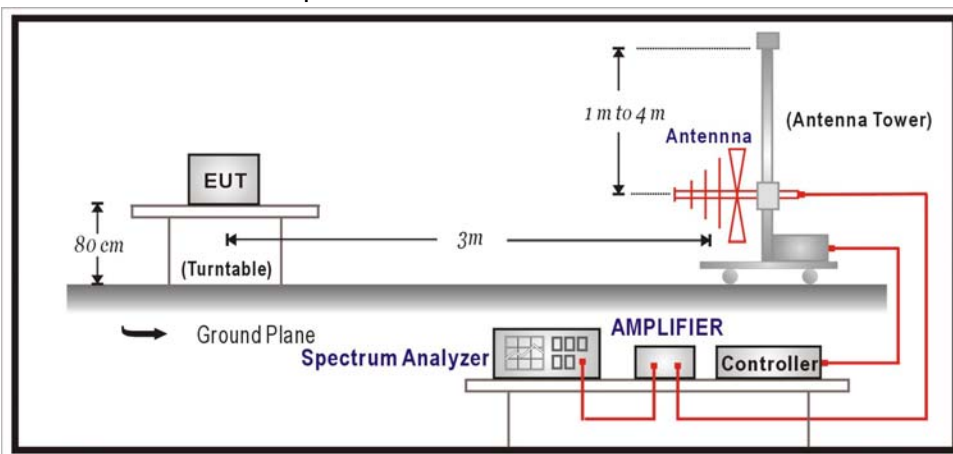 1 m to 4 m
(Antenna Tower)
Antennna
EUT
80 cm
3m
(Turntable)
Ground Plane
AMPLIFIER
Spectrum Analyzer
Controller